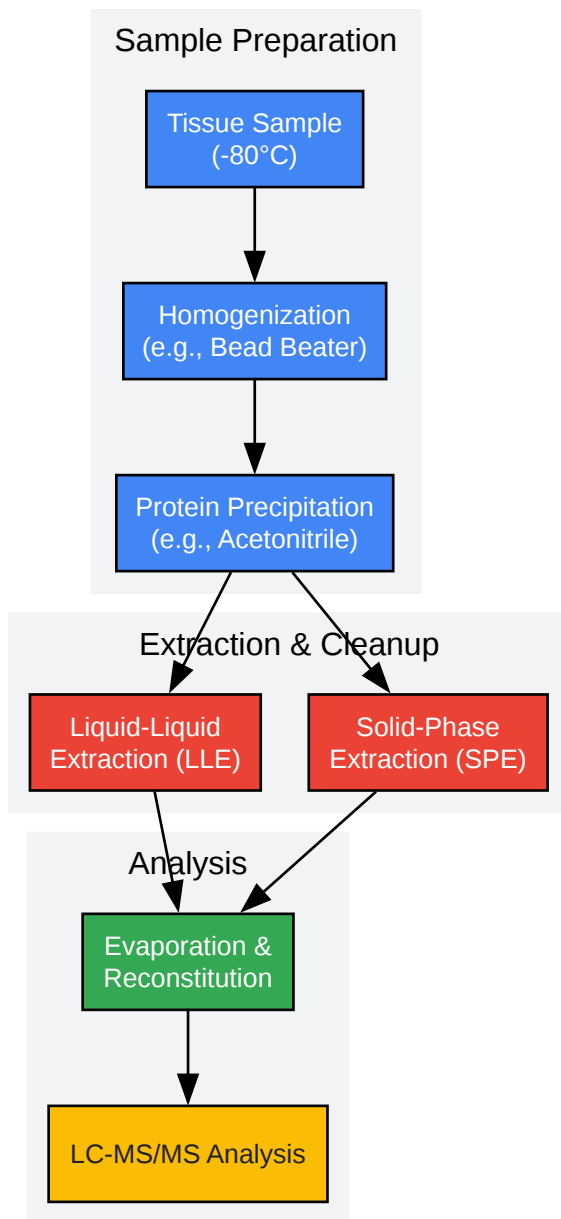 Sample Preparation
Tissue Sample
(-80°C)
Homogenization
(e.g., Bead Beater)
Protein Precipitation
(e.g., Acetonitrile)
Extraction & Cleanup
Liquid-Liquid
Extraction (LLE)
Solid-Phase
Extraction (SPE)
Analysis
Evaporation &
Reconstitution
LC-MS/MS Analysis